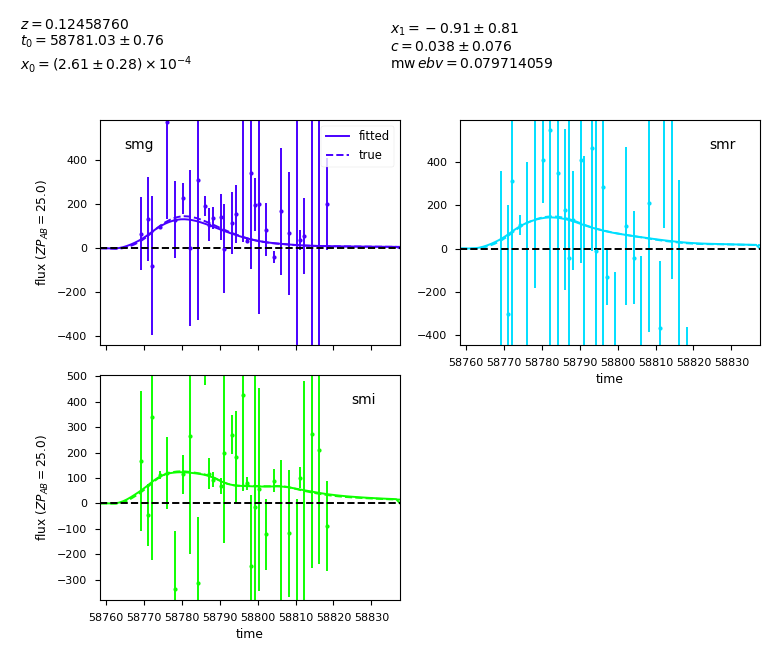 z = 0.12458760
t₀ = 58781.03 ± 0.76
x₀ = (2.61 ± 0.28) × 10⁻⁴
x₁ = −0.91 ± 0.81
c = 0.038 ± 0.076
mw ebv = 0.079714059
smg
fitted
true
flux (ZP_AB = 25.0)
400
200
0
−200
−400
smr
400
200
0
−200
−400
58760 58770 58780 58790 58800 58810 58820 58830
time
smi
flux (ZP_AB = 25.0)
500
400
300
200
100
0
−100
−200
−300
58760 58770 58780 58790 58800 58810 58820 58830
time